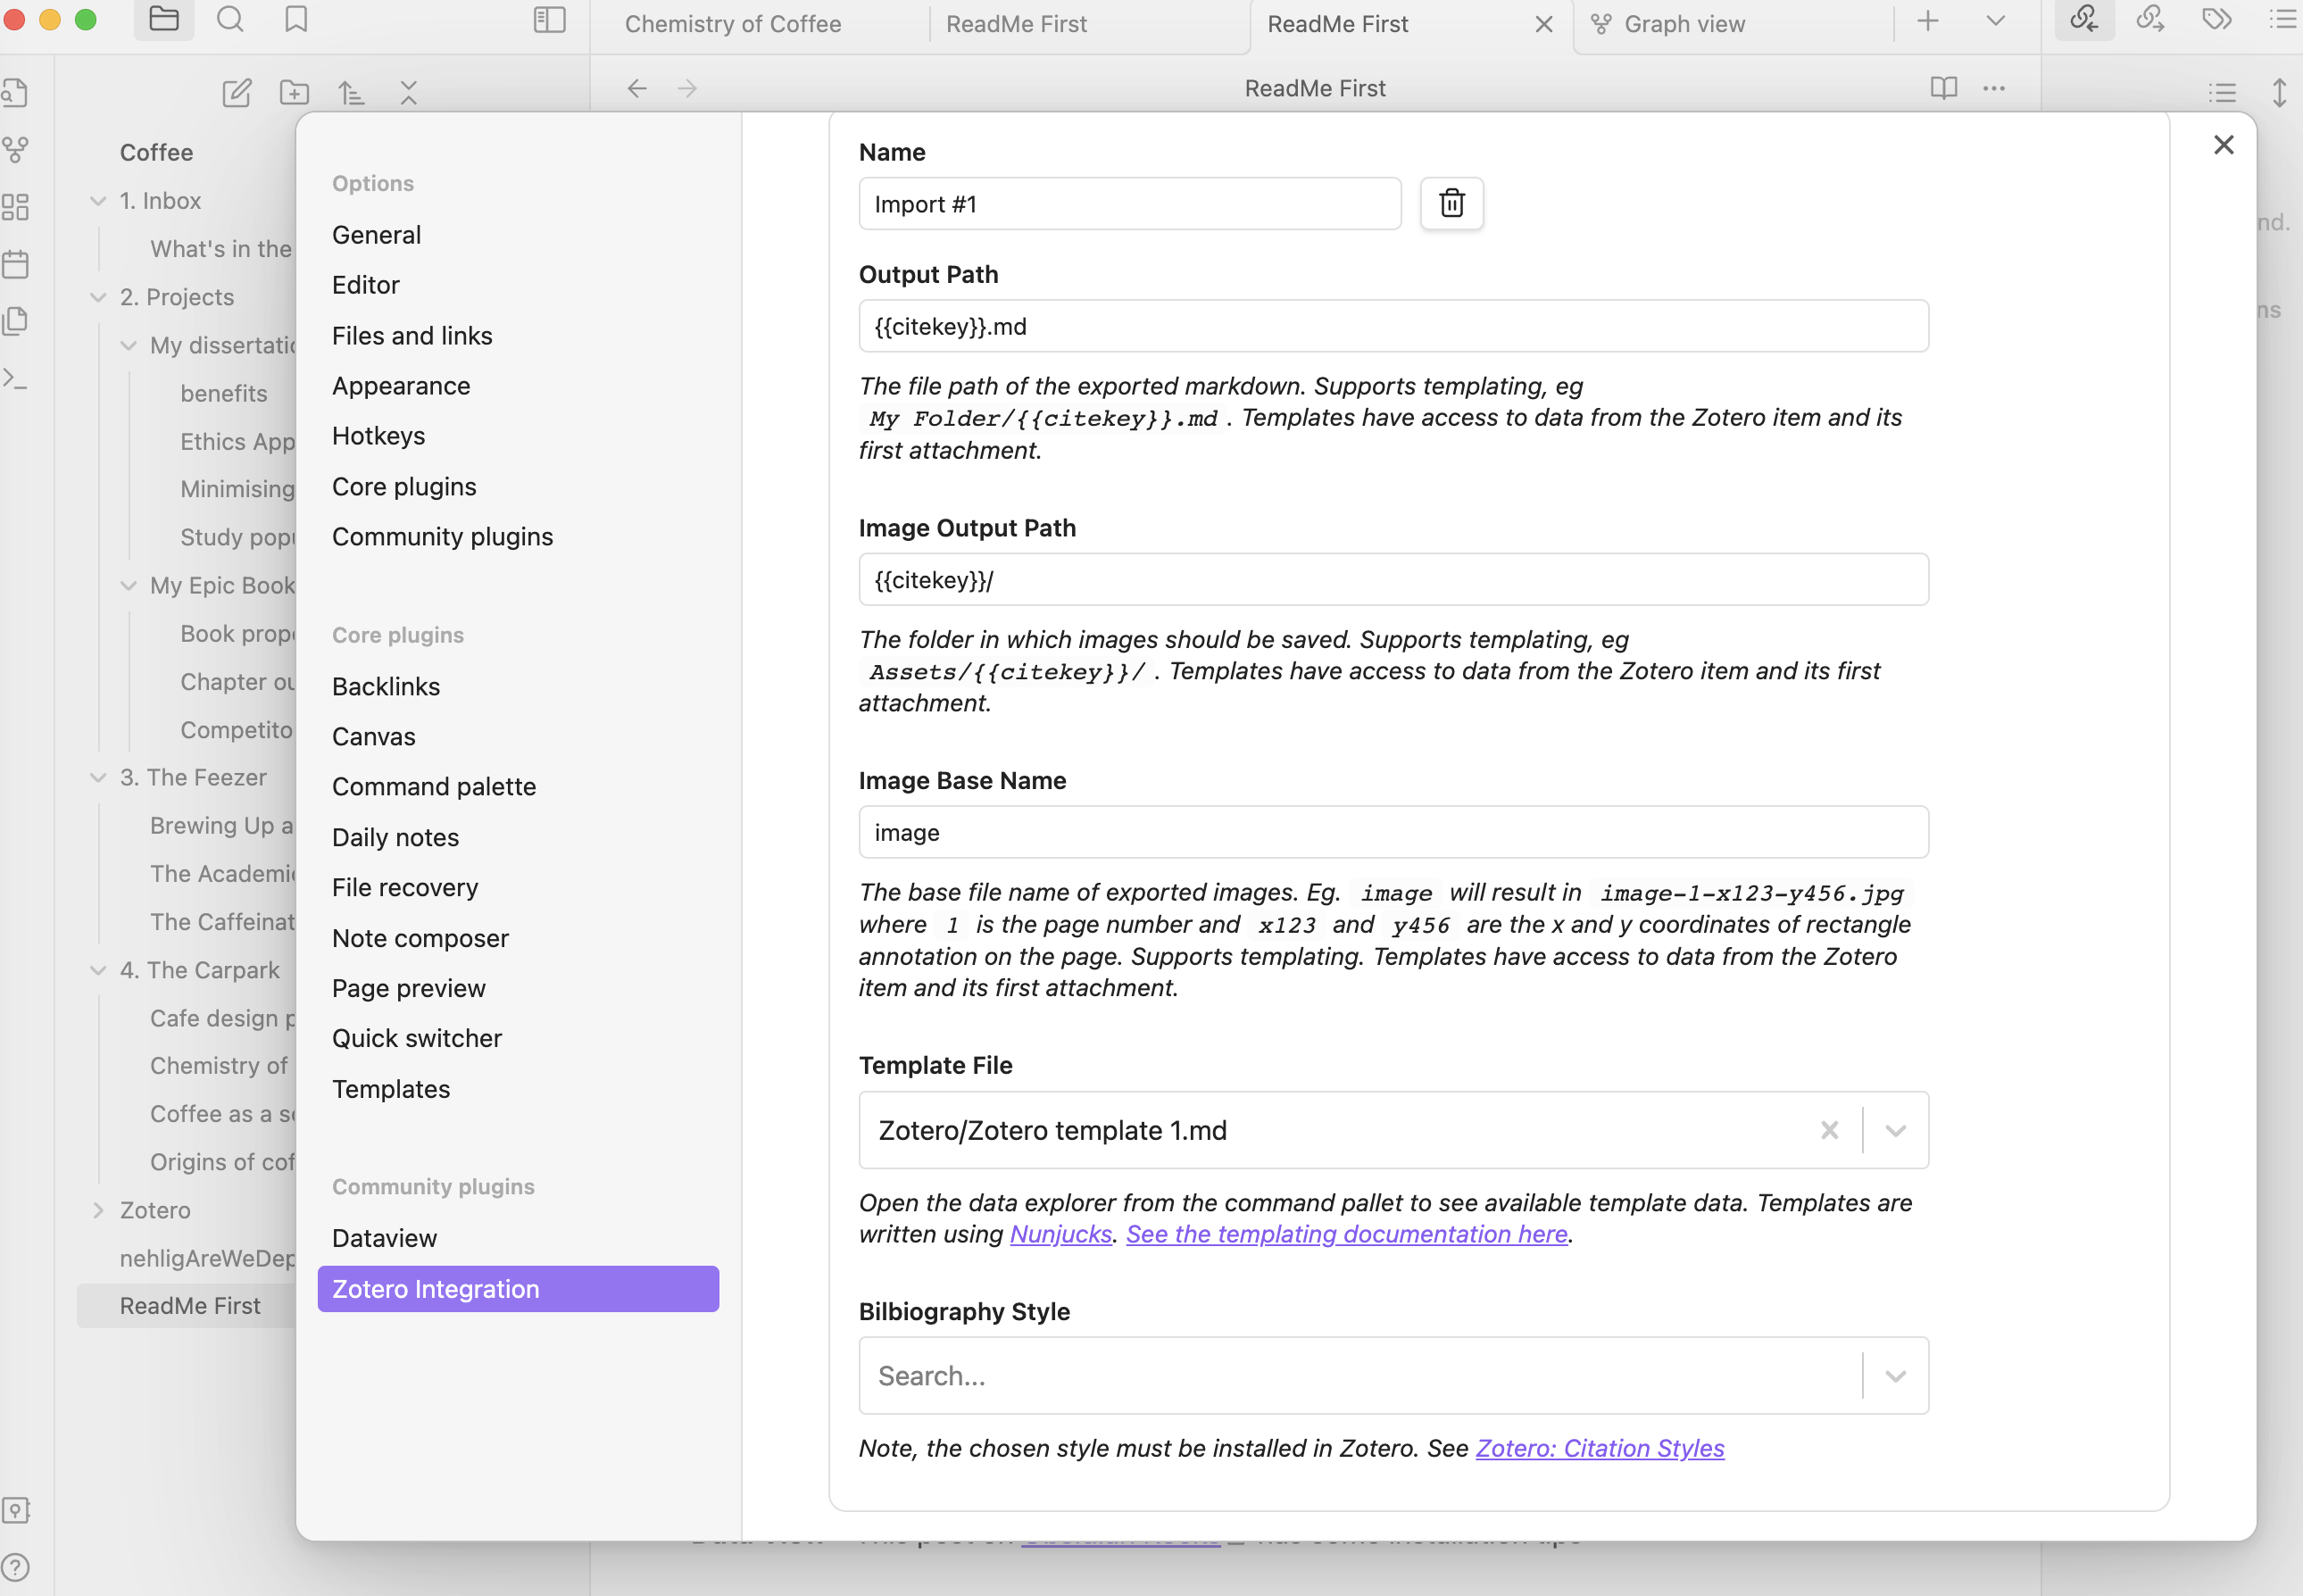 Chemistry of Coffee
ReadMe First
ReadMe First
Graph view
ReadMe First
Coffee
1. Inbox
What's in the
2. Projects
My dissertatio
benefits
Ethics App
Minimising
Study popu
My Epic Book
Book prop
Chapter ou
Competito
3. The Feezer
Brewing Up a
The Academi
The Caffeinat
4. The Carpark
Cafe design p
Chemistry of
Coffee as a s
Origins of cof
Zotero
nehligAreWeDep
ReadMe First
Options
General
Editor
Files and links
Appearance
Hotkeys
Core plugins
Community plugins
Core plugins
Backlinks
Canvas
Command palette
Daily notes
File recovery
Note composer
Page preview
Quick switcher
Templates
Community plugins
Dataview
Zotero Integration
Name
Import #1
Output Path
{{citekey}}.md
The file path of the exported markdown. Supports templating, eg
My Folder/{{citekey}}.md . Templates have access to data from the Zotero item and its
first attachment.
Image Output Path
{{citekey}}/
The folder in which images should be saved. Supports templating, eg
Assets/{{citekey}}/ . Templates have access to data from the Zotero item and its first
attachment.
Image Base Name
image
The base file name of exported images. Eg. image will result in image-1-x123-y456.jpg
where 1 is the page number and x123 and y456 are the x and y coordinates of rectangle
annotation on the page. Supports templating. Templates have access to data from the Zotero
item and its first attachment.
Template File
Zotero/Zotero template 1.md
Open the data explorer from the command pallet to see available template data. Templates are
written using Nunjucks. See the templating documentation here.
Bilbiography Style
Search...
Note, the chosen style must be installed in Zotero. See Zotero: Citation Styles
nd.
ns